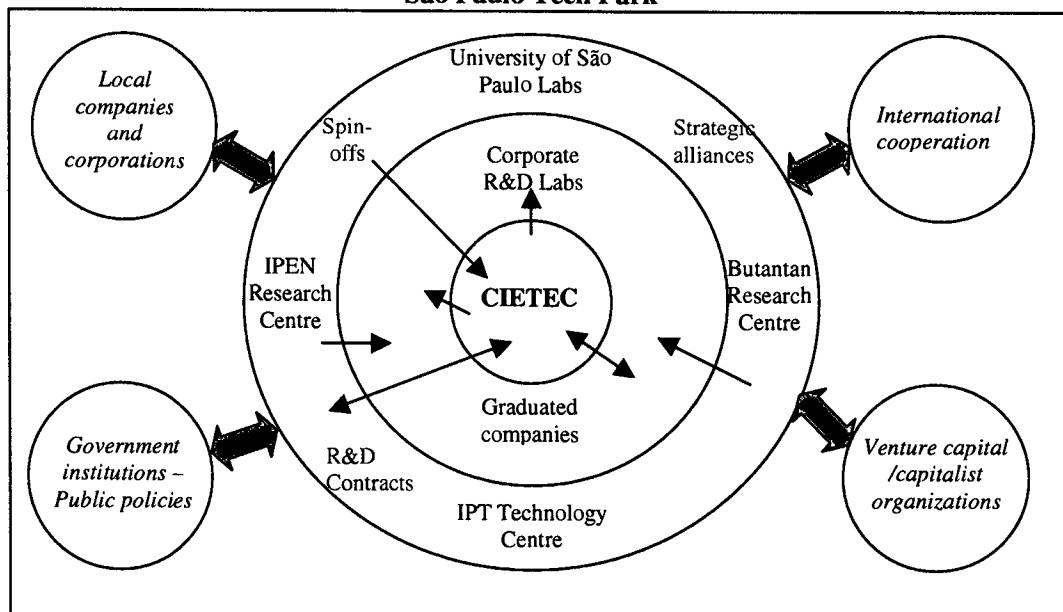 São Paulo Tech Park
University of São
Paulo Labs
Local
companies
and
corporations
Spin-
offs
Strategic
alliances
International
cooperation
Corporate
R&D Labs
IPEN
Research
Centre
CIETEC
Butantan
Research
Centre
Graduated
companies
Government
institutions –
Public policies
R&D
Contracts
IPT Technology
Centre
Venture capital
/capitalist
organizations